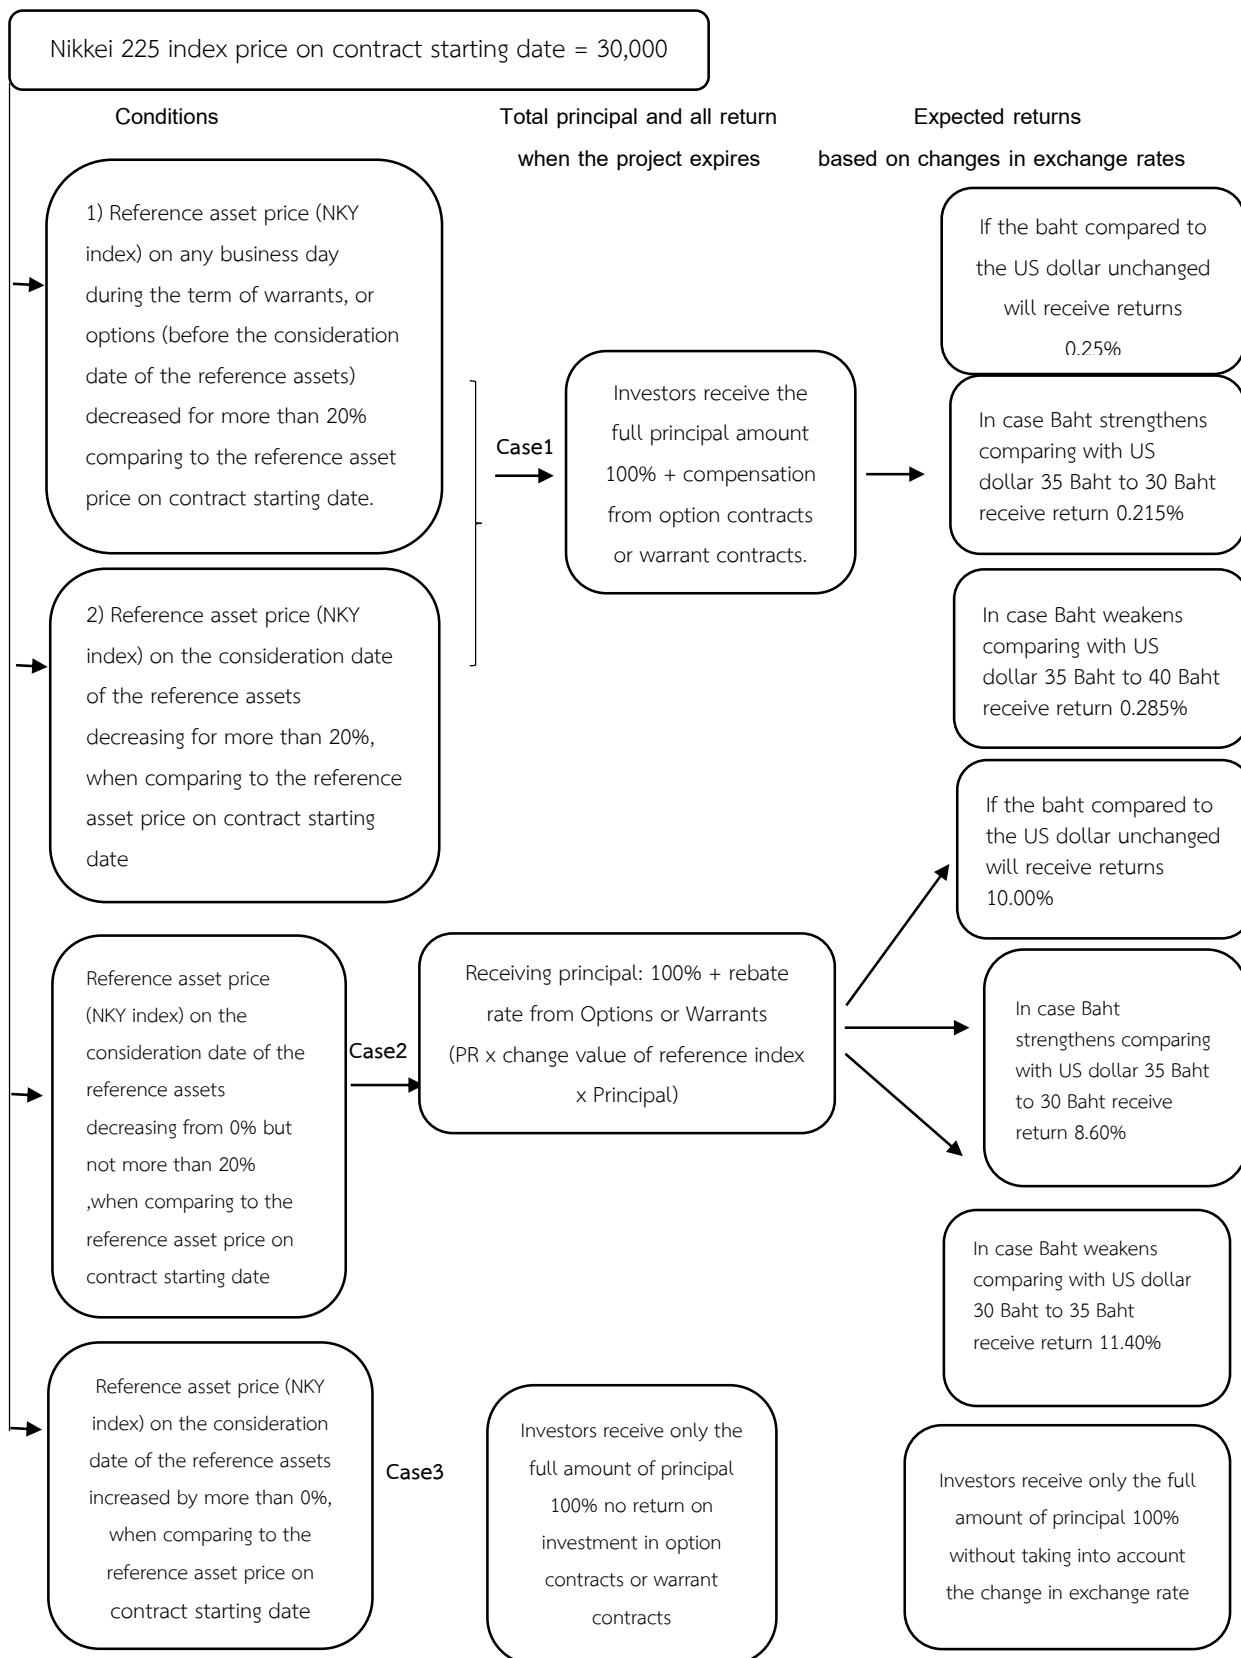 Nikkei 225 index price on contract starting date = 30,000
Conditions
Total principal and all return
when the project expires
Expected returns
based on changes in exchange rates
1) Reference asset price (NKY
index) on any business day
during the term of warrants, or
options (before the consideration
date of the reference assets)
decreased for more than 20%
comparing to the reference asset
price on contract starting date.
2) Reference asset price (NKY
index) on the consideration date
of the reference assets
decreasing for more than 20%,
when comparing to the reference
asset price on contract starting
date
Case1
Investors receive the
full principal amount
100% + compensation
from option contracts
or warrant contracts.
If the baht compared to
the US dollar unchanged
will receive returns
0.25%
In case Baht strengthens
comparing with US
dollar 35 Baht to 30 Baht
receive return 0.215%
In case Baht weakens
comparing with US
dollar 35 Baht to 40 Baht
receive return 0.285%
Reference asset price
(NKY index) on the
consideration date of the
reference assets
decreasing from 0% but
not more than 20%
,when comparing to the
reference asset price on
contract starting date
Case2
Receiving principal: 100% + rebate
rate from Options or Warrants
(PR x change value of reference index
x Principal)
If the baht compared to
the US dollar unchanged
will receive returns
10.00%
In case Baht
strengthens comparing
with US dollar 35 Baht
to 30 Baht receive
return 8.60%
In case Baht weakens
comparing with US dollar
30 Baht to 35 Baht
receive return 11.40%
Reference asset price (NKY
index) on the consideration
date of the reference assets
increased by more than 0%,
when comparing to the
reference asset price on
contract starting date
Case3
Investors receive only the
full amount of principal
100% no return on
investment in option
contracts or warrant
contracts
Investors receive only the full
amount of principal 100%
without taking into account
the change in exchange rate